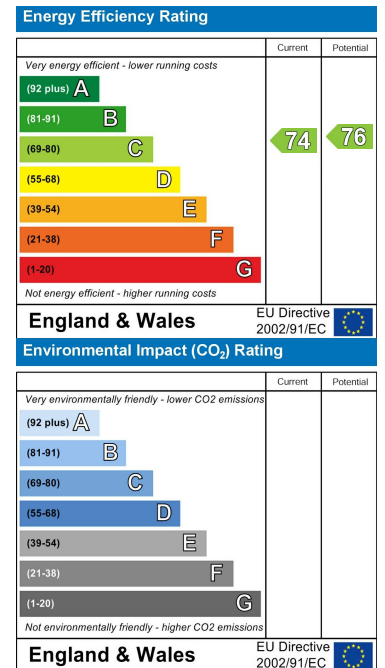 Energy Efficiency Rating
Current Potential
Very energy efficient - lower running costs
(92 plus) A
(81-91) B
(69-80) C
74 76
(55-68) D
(39-54) E
(21-38) F
(1-20) G
Not energy efficient - higher running costs
England & Wales
EU Directive
2002/91/EC
Environmental Impact (CO₂) Rating
Current Potential
Very environmentally friendly - lower CO2 emissions
(92 plus) A
(81-91) B
(69-80) C
(55-68) D
(39-54) E
(21-38) F
(1-20) G
Not environmentally friendly - higher CO2 emissions
England & Wales
EU Directive
2002/91/EC